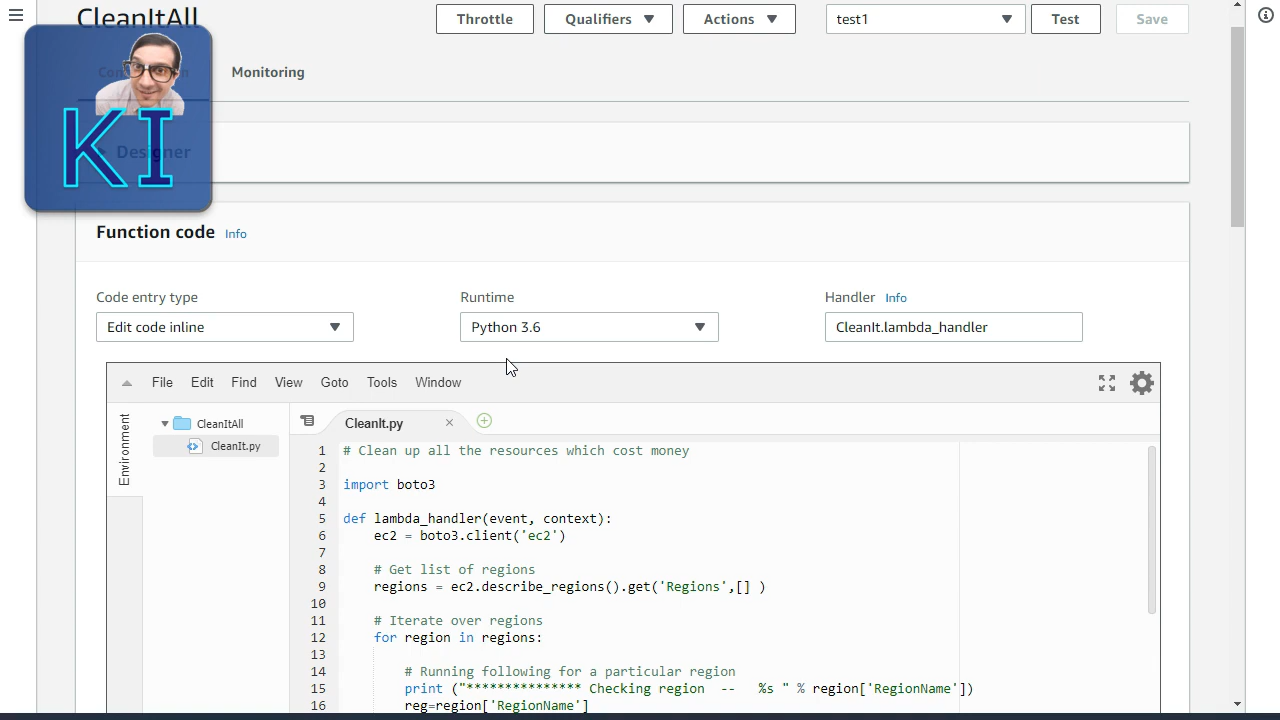 CleanItAll
Throttle
Qualifiers
Actions
test1
Test
Save
Monitoring
KI
Designer
Function code Info
Code entry type
Runtime
Handler Info
Edit code inline
Python 3.6
CleanIt.lambda_handler
File Edit Find View Goto Tools Window
Environment
CleanItAll
CleanIt.py
CleanIt.py
1 # Clean up all the resources which cost money
2
3 import boto3
4
5 def lambda_handler(event, context):
6 ec2 = boto3.client('ec2')
7
8 # Get list of regions
9 regions = ec2.describe_regions().get('Regions',[] )
10
11 # Iterate over regions
12 for region in regions:
13
14 # Running following for a particular region
15 print ("*************** Checking region -- %s " % region['RegionName'])
16 reg=region['RegionName']